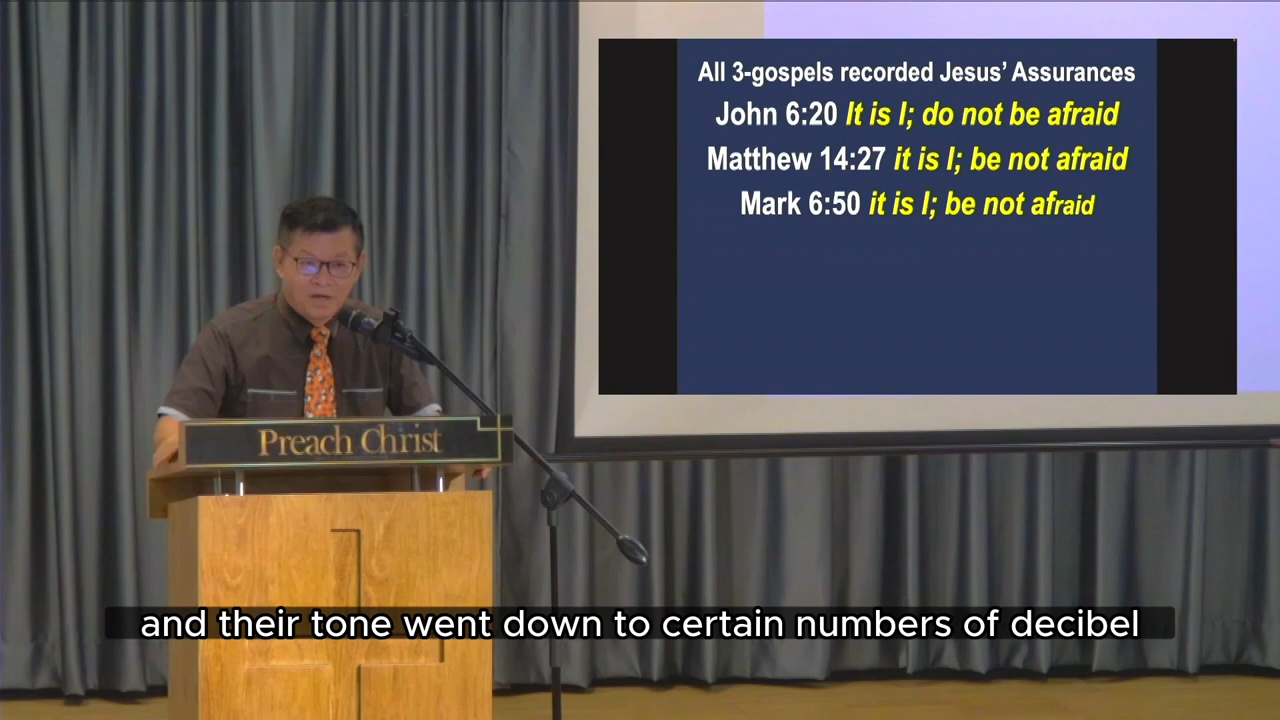 All 3-gospels recorded Jesus' Assurances
John 6:20 It is I; do not be afraid
Matthew 14:27 it is I; be not afraid
Mark 6:50 it is I; be not afraid
Preach Christ
and their tone went down to certain numbers of decibel